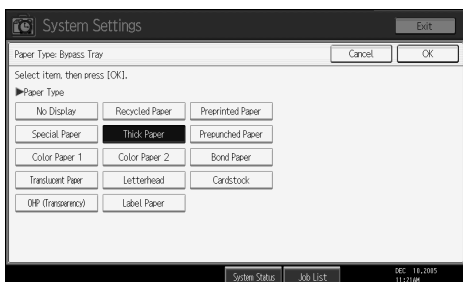 System Settings
Exit
Paper Type: Bypass Tray
Cancel
OK
Select item, then press [OK].
▶Paper Type
No Display
Recycled Paper
Preprinted Paper
Special Paper
Thick Paper
Prepunched Paper
Color Paper 1
Color Paper 2
Bond Paper
Translucent Paper
Letterhead
Cardstock
OHP (Transparency)
Label Paper
System Status
Job List
DEC 10,2005
11:21AM